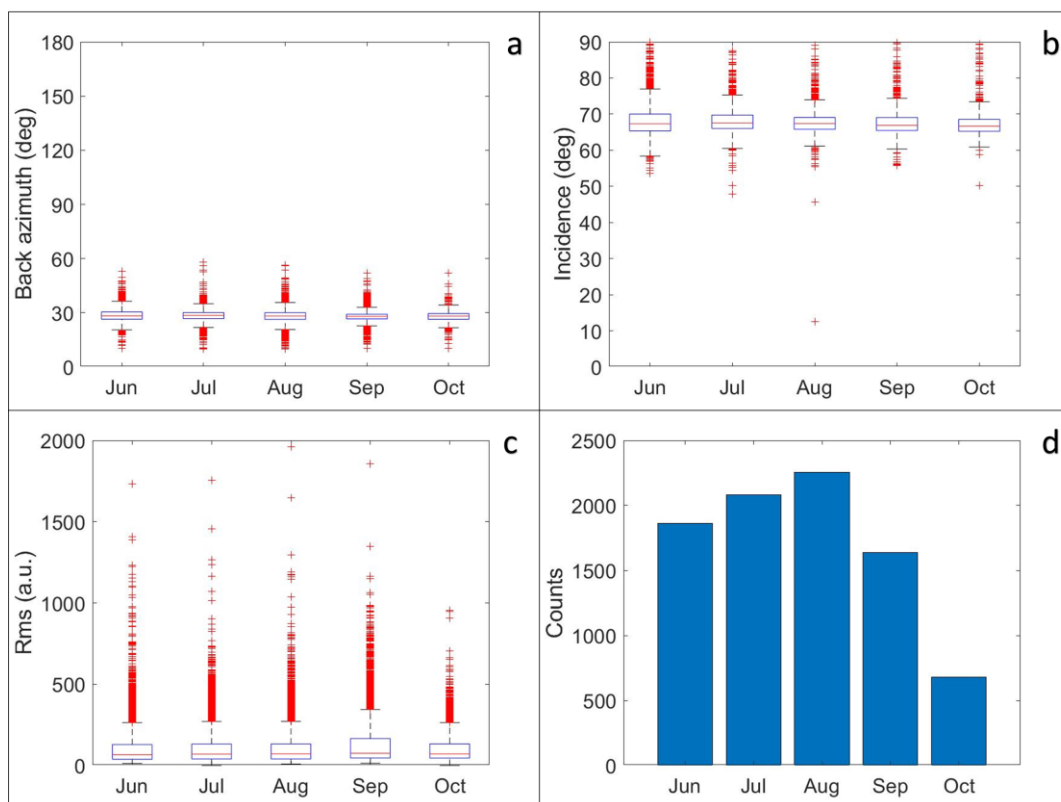 a
180
150
120
90
60
30
0
Back azimuth (deg)
Jun Jul Aug Sep Oct
b
90
80
70
60
50
40
30
20
10
0
Incidence (deg)
Jun Jul Aug Sep Oct
c
2000
1500
1000
500
0
Rms (a.u.)
Jun Jul Aug Sep Oct
d
2500
2000
1500
1000
500
0
Counts
Jun Jul Aug Sep Oct